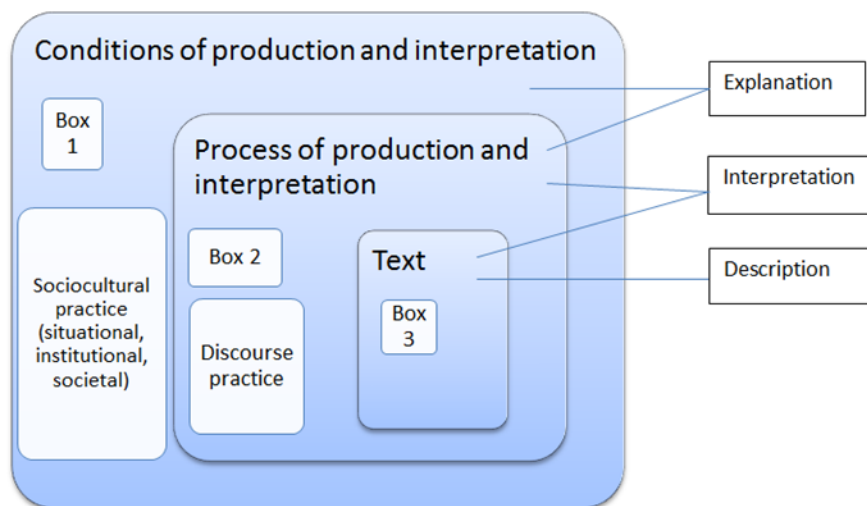 Conditions of production and interpretation
Explanation
Box
1
Process of production and
interpretation
Interpretation
Sociocultural
practice
(situational,
institutional,
societal)
Box 2
Text
Description
Discourse
practice
Box
3